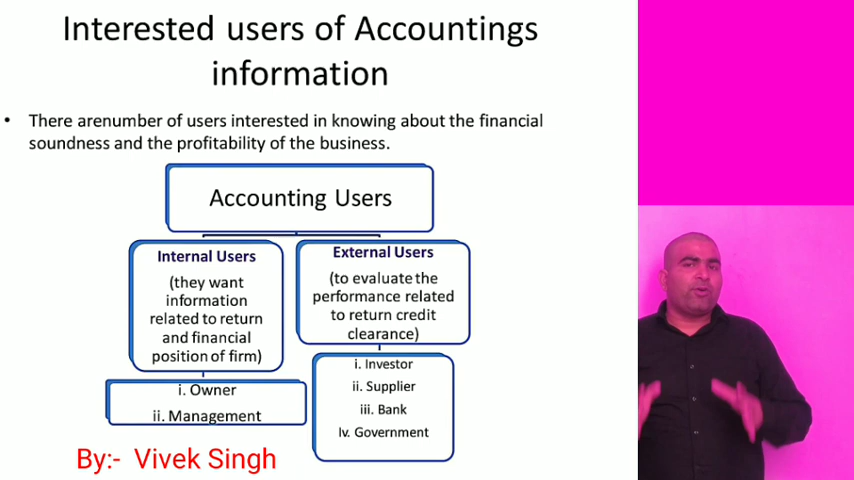 Interested users of Accountings
information
• There arenumber of users interested in knowing about the financial
soundness and the profitability of the business.
Accounting Users
Internal Users
(they want
information
related to return
and financial
position of firm)
i. Owner
ii. Management
External Users
(to evaluate the
performance related
to return credit
clearance)
i. Investor
ii. Supplier
iii. Bank
Iv. Government
By:- Vivek Singh